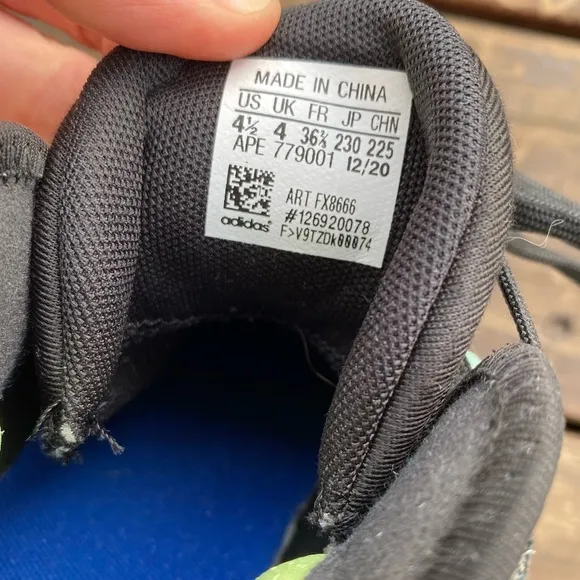 MADE IN CHINA
US UK FR JP CHN
4½ 4 36⅔ 230 225
APE 779001 12/20
ART FX8666
#126920078
adidas F>V9TZDk00074